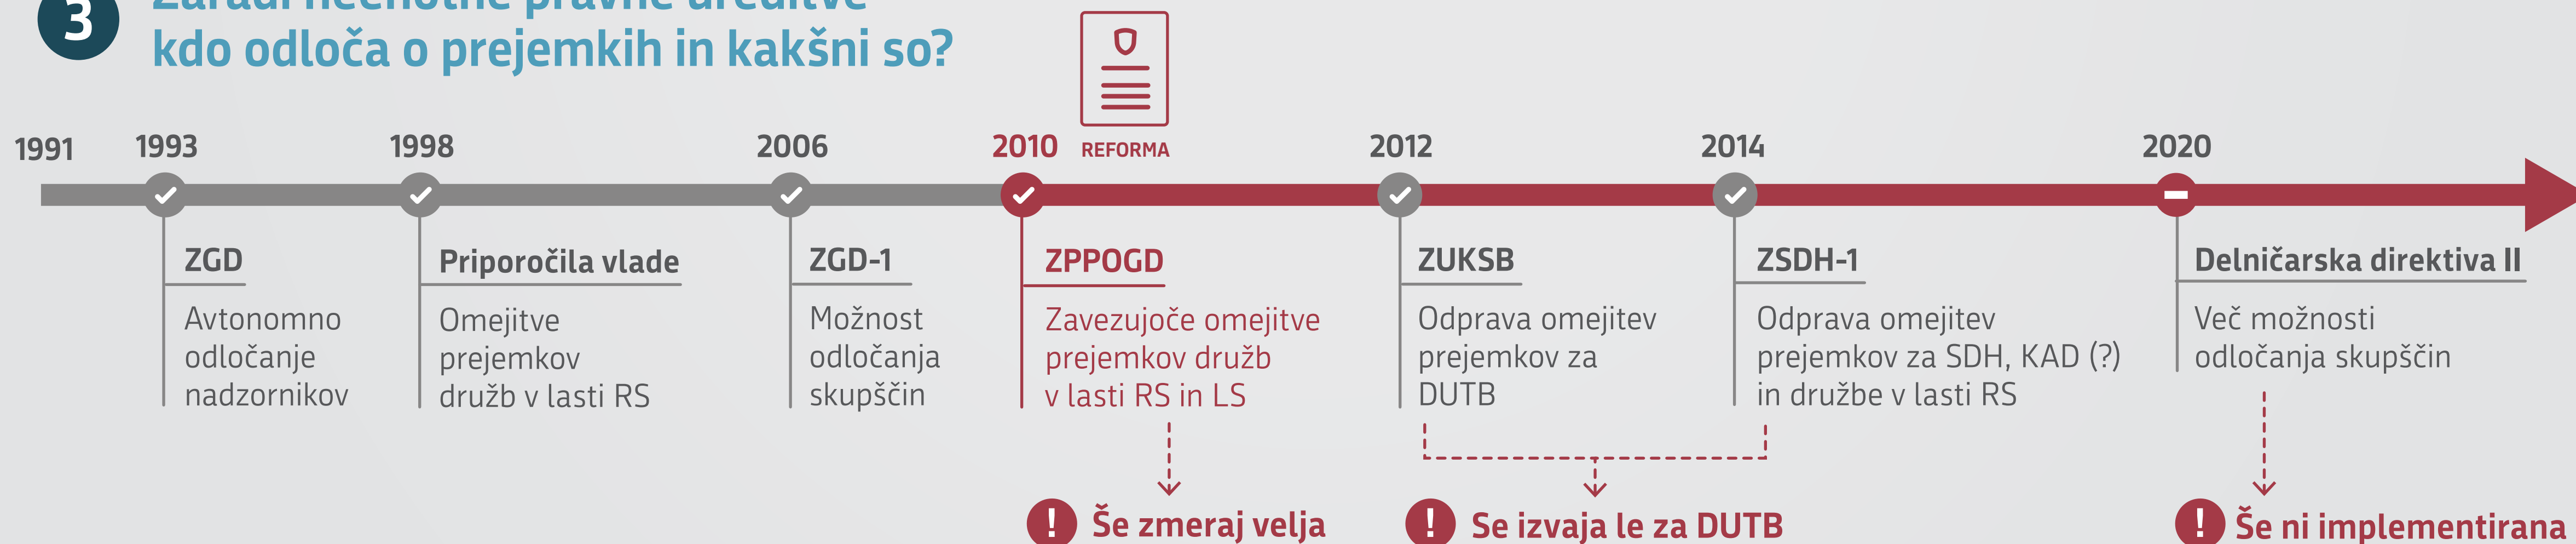 3
Zaradi necelotne pravne ureditve
kdo odloča o prejemkih in kakšni so?
1991
1993
1998
2006
2010
REFORMA
2012
2014
2020
ZGD
Avtonomno
odločanje
nadzornikov
Priporočila vlade
Omejitve
prejemkov
družb v lasti RS
ZGD-1
Možnost
odločanja
skupščin
ZPPOGD
Zavezujoče omejitve
prejemkov družb
v lasti RS in LS
ZUKSB
Odprava omejitev
prejemkov za
DUTB
ZSDH-1
Odprava omejitev
prejemkov za SDH, KAD (?)
in družbe v lasti RS
Delničarska direktiva II
Več možnosti
odločanja skupščin
! Še zmeraj velja
! Se izvaja le za DUTB
! Še ni implementirana